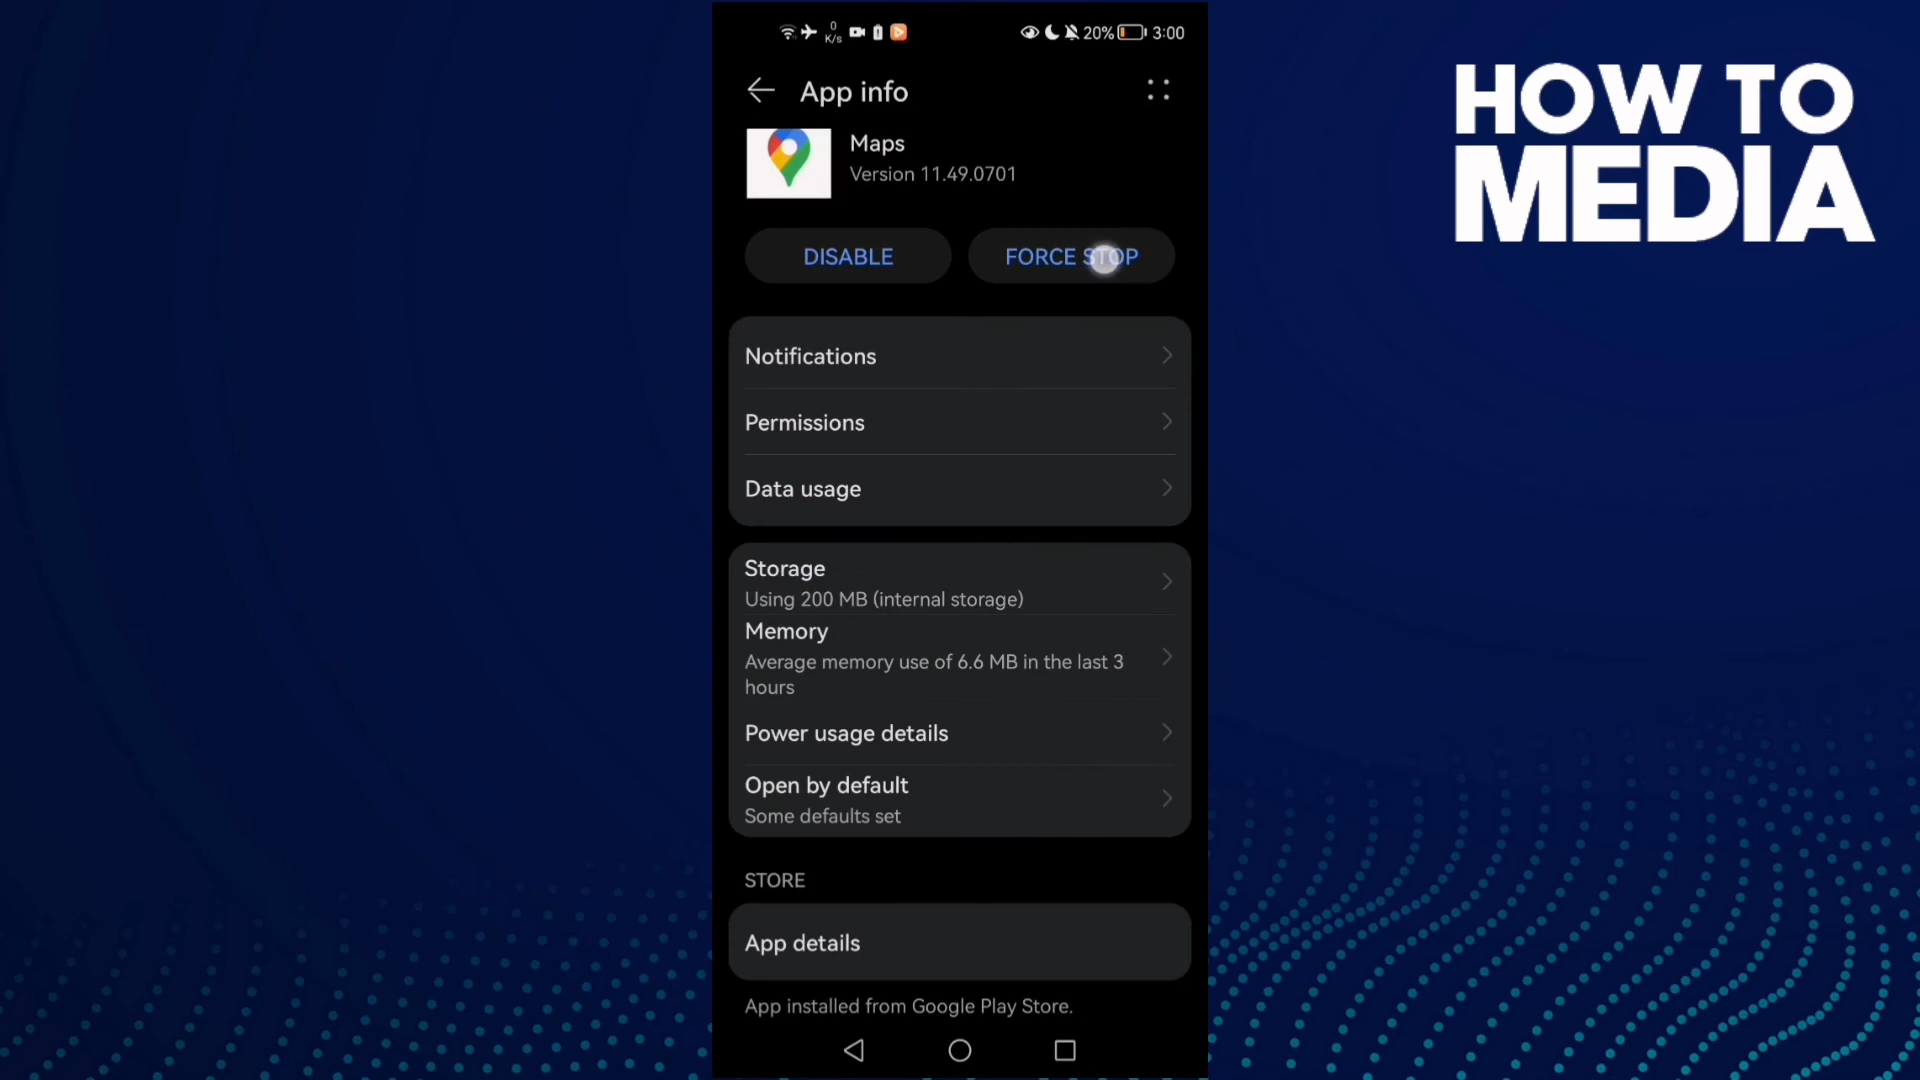 0
K/s
20%
3:00
App info
Maps
Version 11.49.0701
DISABLE
FORCE STOP
Notifications
Permissions
Data usage
Storage
Using 200 MB (internal storage)
Memory
Average memory use of 6.6 MB in the last 3
hours
Power usage details
Open by default
Some defaults set
STORE
App details
App installed from Google Play Store.
HOW TO
MEDIA